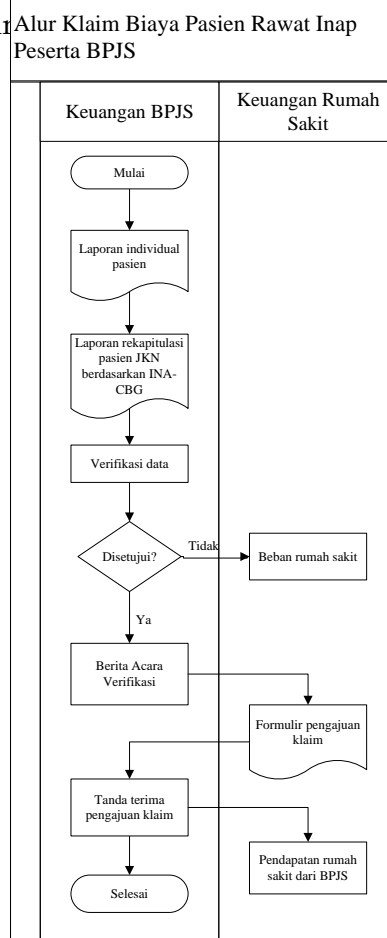 Alur Klaim Biaya Pasien Rawat Inap
Peserta BPJS
Keuangan BPJS
Keuangan Rumah
Sakit
Mulai
Laporan individual
pasien
Laporan rekapitulasi
pasien JKN
berdasarkan INA-
CBG
Verifikasi data
Disetujui?
Tidak
Beban rumah sakit
Ya
Berita Acara
Verifikasi
Formulir pengajuan
klaim
Tanda terima
pengajuan klaim
Pendapatan rumah
sakit dari BPJS
Selesai